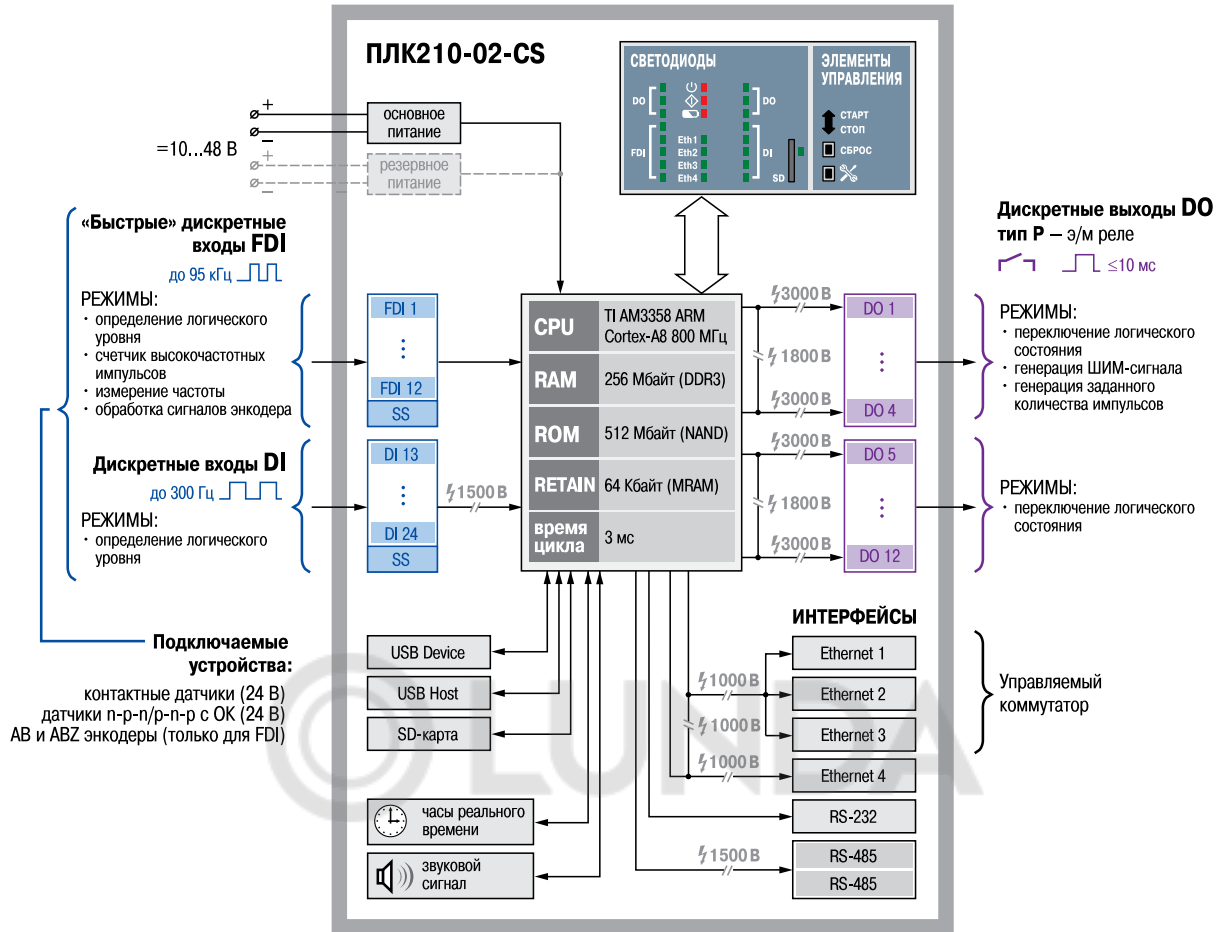 ПЛК210-02-CS
СВЕТОДИОДЫ
DO
DO
FDI
Eth1
Eth2
Eth3
Eth4
DI
SD
ЭЛЕМЕНТЫ
УПРАВЛЕНИЯ
СТАРТ
СТОП
СБРОС
+
−
=10...48 В
+
−
основное
питание
резервное
питание
«Быстрые» дискретные
входы FDI
до 95 кГц
РЕЖИМЫ:
· определение логического
уровня
· счетчик высокочастотных
импульсов
· измерение частоты
· обработка сигналов энкодера
Дискретные входы DI
до 300 Гц
РЕЖИМЫ:
· определение логического
уровня
Подключаемые
устройства:
контактные датчики (24 В)
датчики n-p-n/p-n-p с ОК (24 В)
AB и ABZ энкодеры (только для FDI)
FDI 1
⋮
FDI 12
SS
DI 13
⋮
DI 24
SS
1500 В
CPU
TI AM3358 ARM
Cortex-A8 800 МГц
RAM
256 Мбайт (DDR3)
ROM
512 Мбайт (NAND)
RETAIN
64 Кбайт (MRAM)
время
цикла
3 мс
3000 В
1800 В
3000 В
3000 В
1800 В
3000 В
DO 1
⋮
DO 4
DO 5
⋮
DO 12
Дискретные выходы DO
тип Р – э/м реле
≤10 мс
РЕЖИМЫ:
· переключение логического
состояния
· генерация ШИМ-сигнала
· генерация заданного
количества импульсов
РЕЖИМЫ:
· переключение логического
состояния
USB Device
USB Host
SD-карта
часы реального
времени
звуковой
сигнал
ИНТЕРФЕЙСЫ
1000 В
1000 В
1000 В
1500 В
Ethernet 1
Ethernet 2
Ethernet 3
Ethernet 4
RS-232
RS-485
RS-485
Управляемый
коммутатор
LUNDA